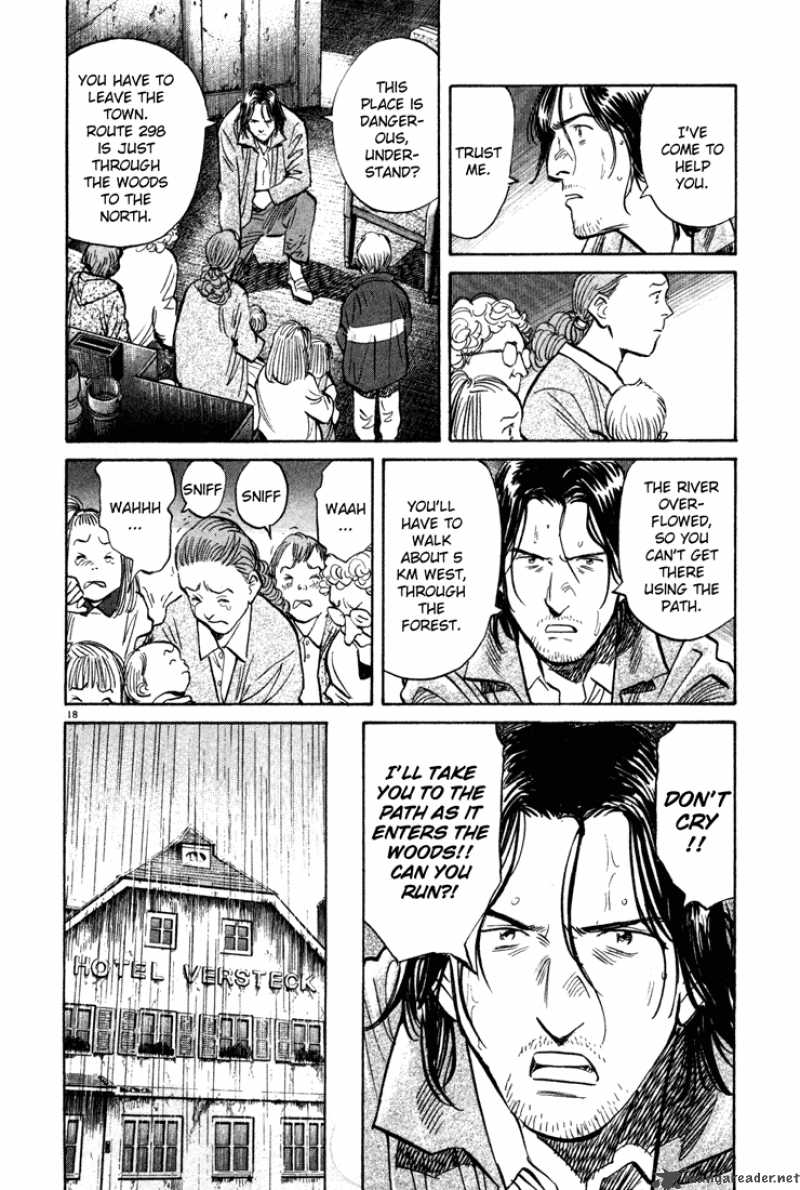 I'VE
COME TO
HELP
YOU.
TRUST
ME.
THIS
PLACE IS
DANGER-
OUS,
UNDER-
STAND?
YOU HAVE TO
LEAVE THE
TOWN.
ROUTE 298
IS JUST
THROUGH
THE WOODS
TO THE
NORTH.
THE RIVER
OVER-
FLOWED,
SO YOU
CAN'T GET
THERE
USING THE
PATH.
YOU'LL
HAVE TO
WALK
ABOUT 5
KM WEST,
THROUGH
THE
FOREST.
WAAH
...
SNIFF
SNIFF
WAHHH
...
18
DON'T
CRY
!!
I'LL TAKE
YOU TO THE
PATH AS IT
ENTERS THE
WOODS!!
CAN YOU
RUN?!
HOTEL VERSTECK
mangareader.net